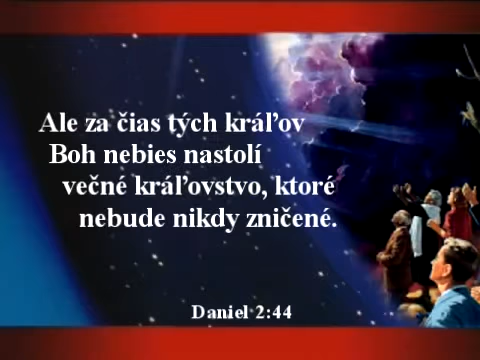 Ale za čias tých kráľov
Boh nebies nastolí
večné kráľovstvo, ktoré
nebude nikdy zničené.
Daniel 2:44